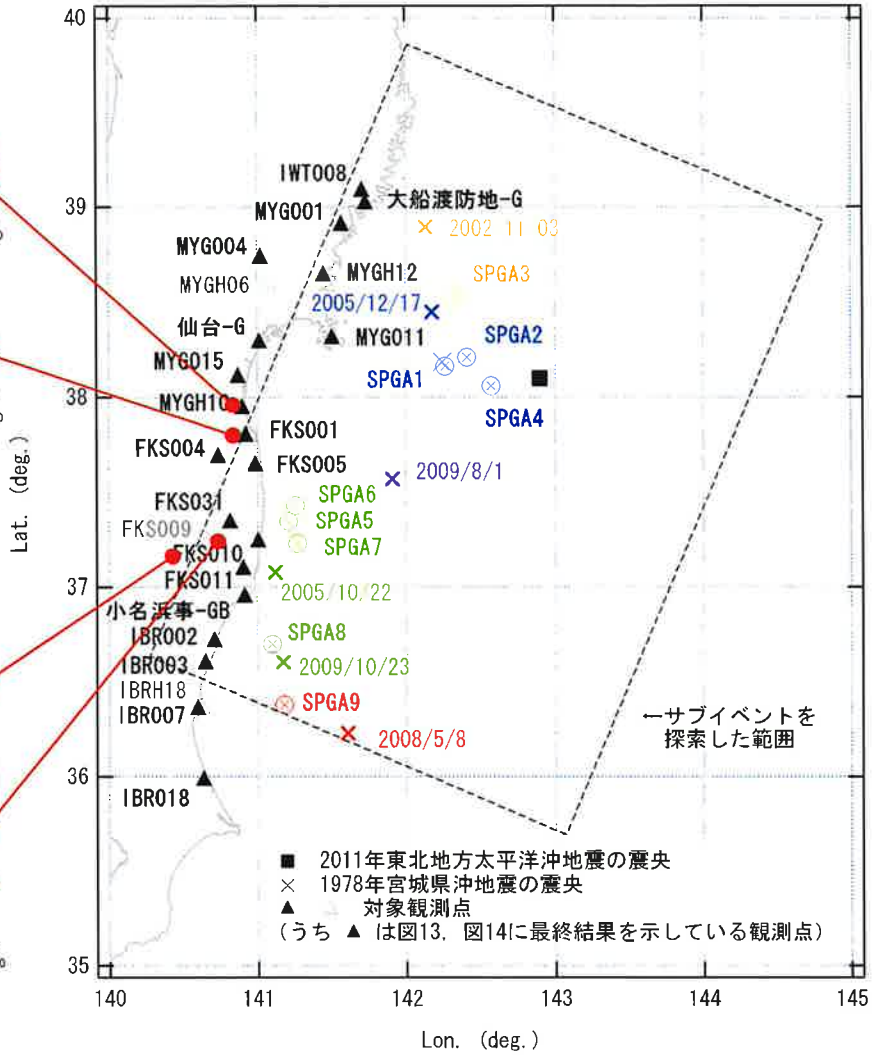 40
IWT008
39
大船渡防地-G
MYG001
2002 11 03
MYG004
MYGH12
SPGA3
MYGH06
2005/12/17
仙台-G
SPGA2
MYG011
MYG015
SPGA1
38
MYGH10
SPGA4
FKS001
FKS004
FKS005
2009/8/1
SPGA6
FKS031
SPGA5
FKS009
SPGA7
FKS010
37
FKS011
2005/10/22
小名浜事-GB
SPGA8
IBR002
IBR003
2009/10/23
IBRH18
SPGA9
IBR007
2008/5/8
←サブイベントを
探索した範囲
36
IBR018
■ 2011年東北地方太平洋沖地震の震央
× 1978年宮城県沖地震の震央
▲ 対象観測点
(うち ▲ は図13, 図14に最終結果を示している観測点)
35
140 141 142 143 144 145
Lat. (deg.)
Lon. (deg.)